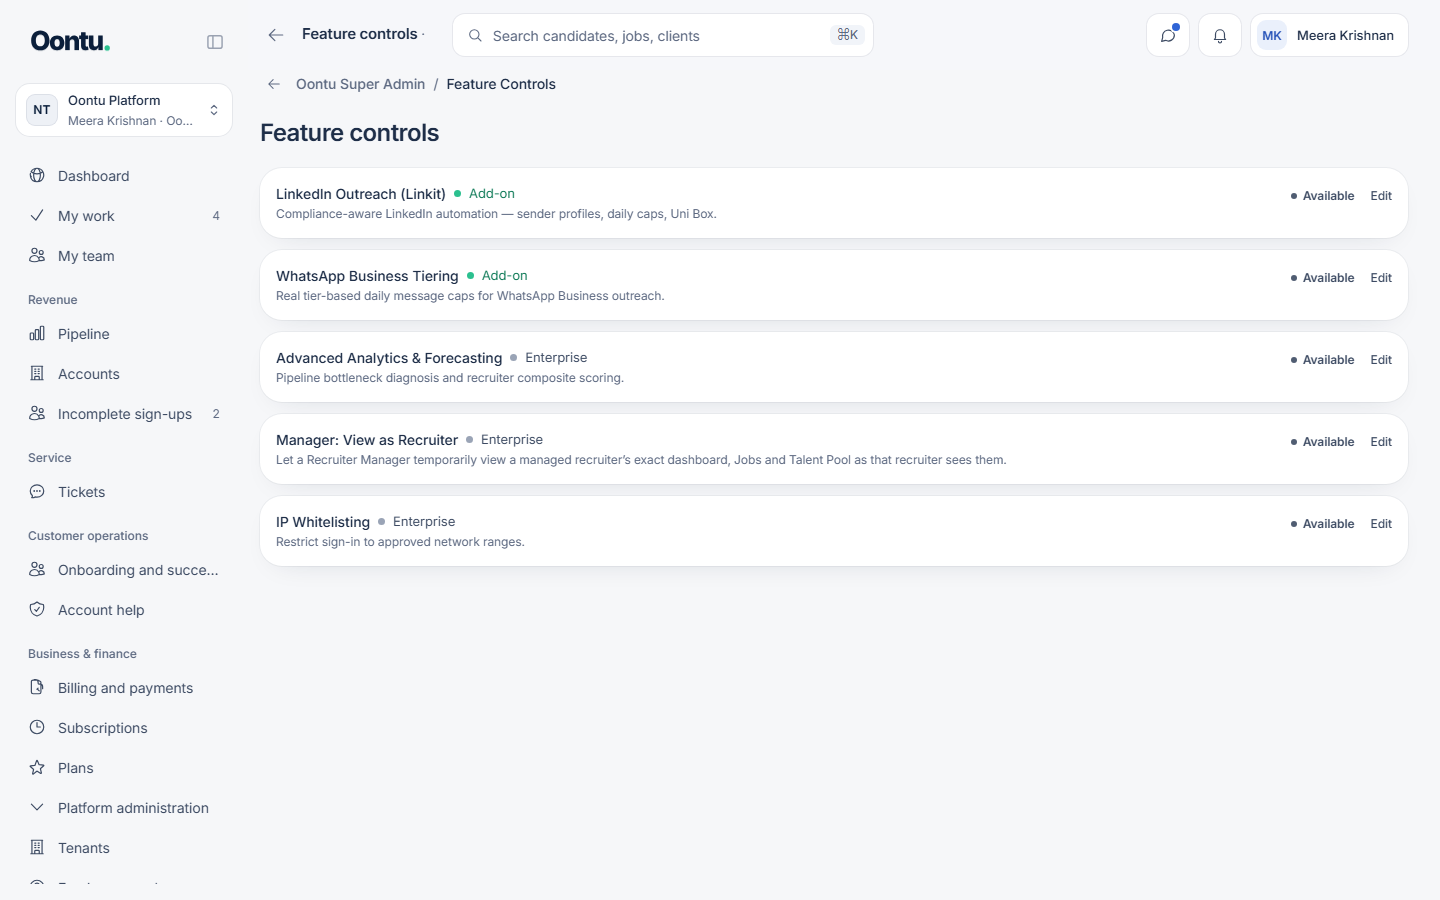 Oontu.
NT
Oontu Platform
Meera Krishnan · Oo...
Dashboard
My work 4
My team
Revenue
Pipeline
Accounts
Incomplete sign-ups 2
Service
Tickets
Customer operations
Onboarding and succe...
Account help
Business & finance
Billing and payments
Subscriptions
Plans
Platform administration
Tenants
Feature controls ·
Search candidates, jobs, clients ⌘K
MK Meera Krishnan
Oontu Super Admin / Feature Controls
Feature controls
LinkedIn Outreach (Linkit) Add-on Available Edit
Compliance-aware LinkedIn automation — sender profiles, daily caps, Uni Box.
WhatsApp Business Tiering Add-on Available Edit
Real tier-based daily message caps for WhatsApp Business outreach.
Advanced Analytics & Forecasting Enterprise Available Edit
Pipeline bottleneck diagnosis and recruiter composite scoring.
Manager: View as Recruiter Enterprise Available Edit
Let a Recruiter Manager temporarily view a managed recruiter’s exact dashboard, Jobs and Talent Pool as that recruiter sees them.
IP Whitelisting Enterprise Available Edit
Restrict sign-in to approved network ranges.